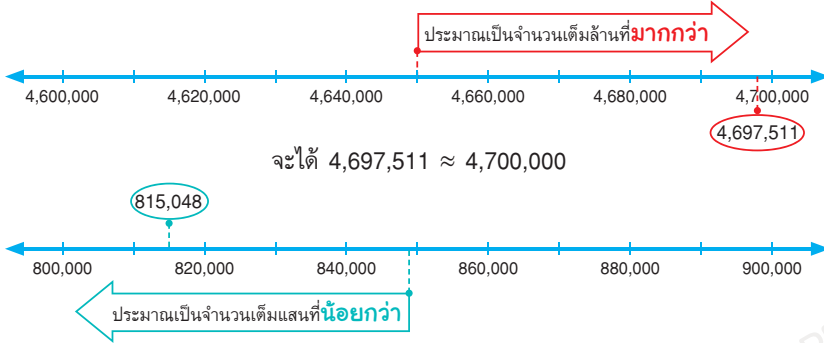 ประมาณเป็นจำนวนเต็มล้านที่มากกว่า
4,600,000 4,620,000 4,640,000 4,660,000 4,680,000 4,700,000
4,697,511
จะได้ 4,697,511 ≈ 4,700,000
815,048
800,000 820,000 840,000 860,000 880,000 900,000
ประมาณเป็นจำนวนเต็มแสนที่น้อยกว่า